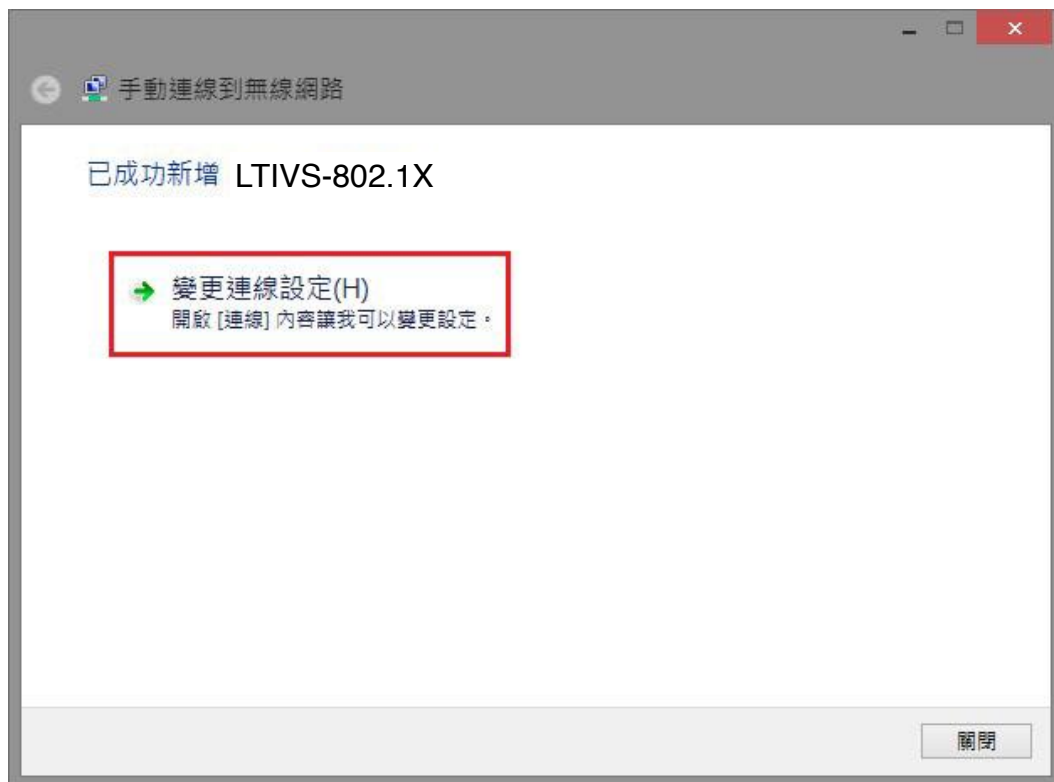 手動連線到無線網路
已成功新增 LTIVS-802.1X
變更連線設定(H)
開啟 [連線] 內容讓我可以變更設定。
關閉